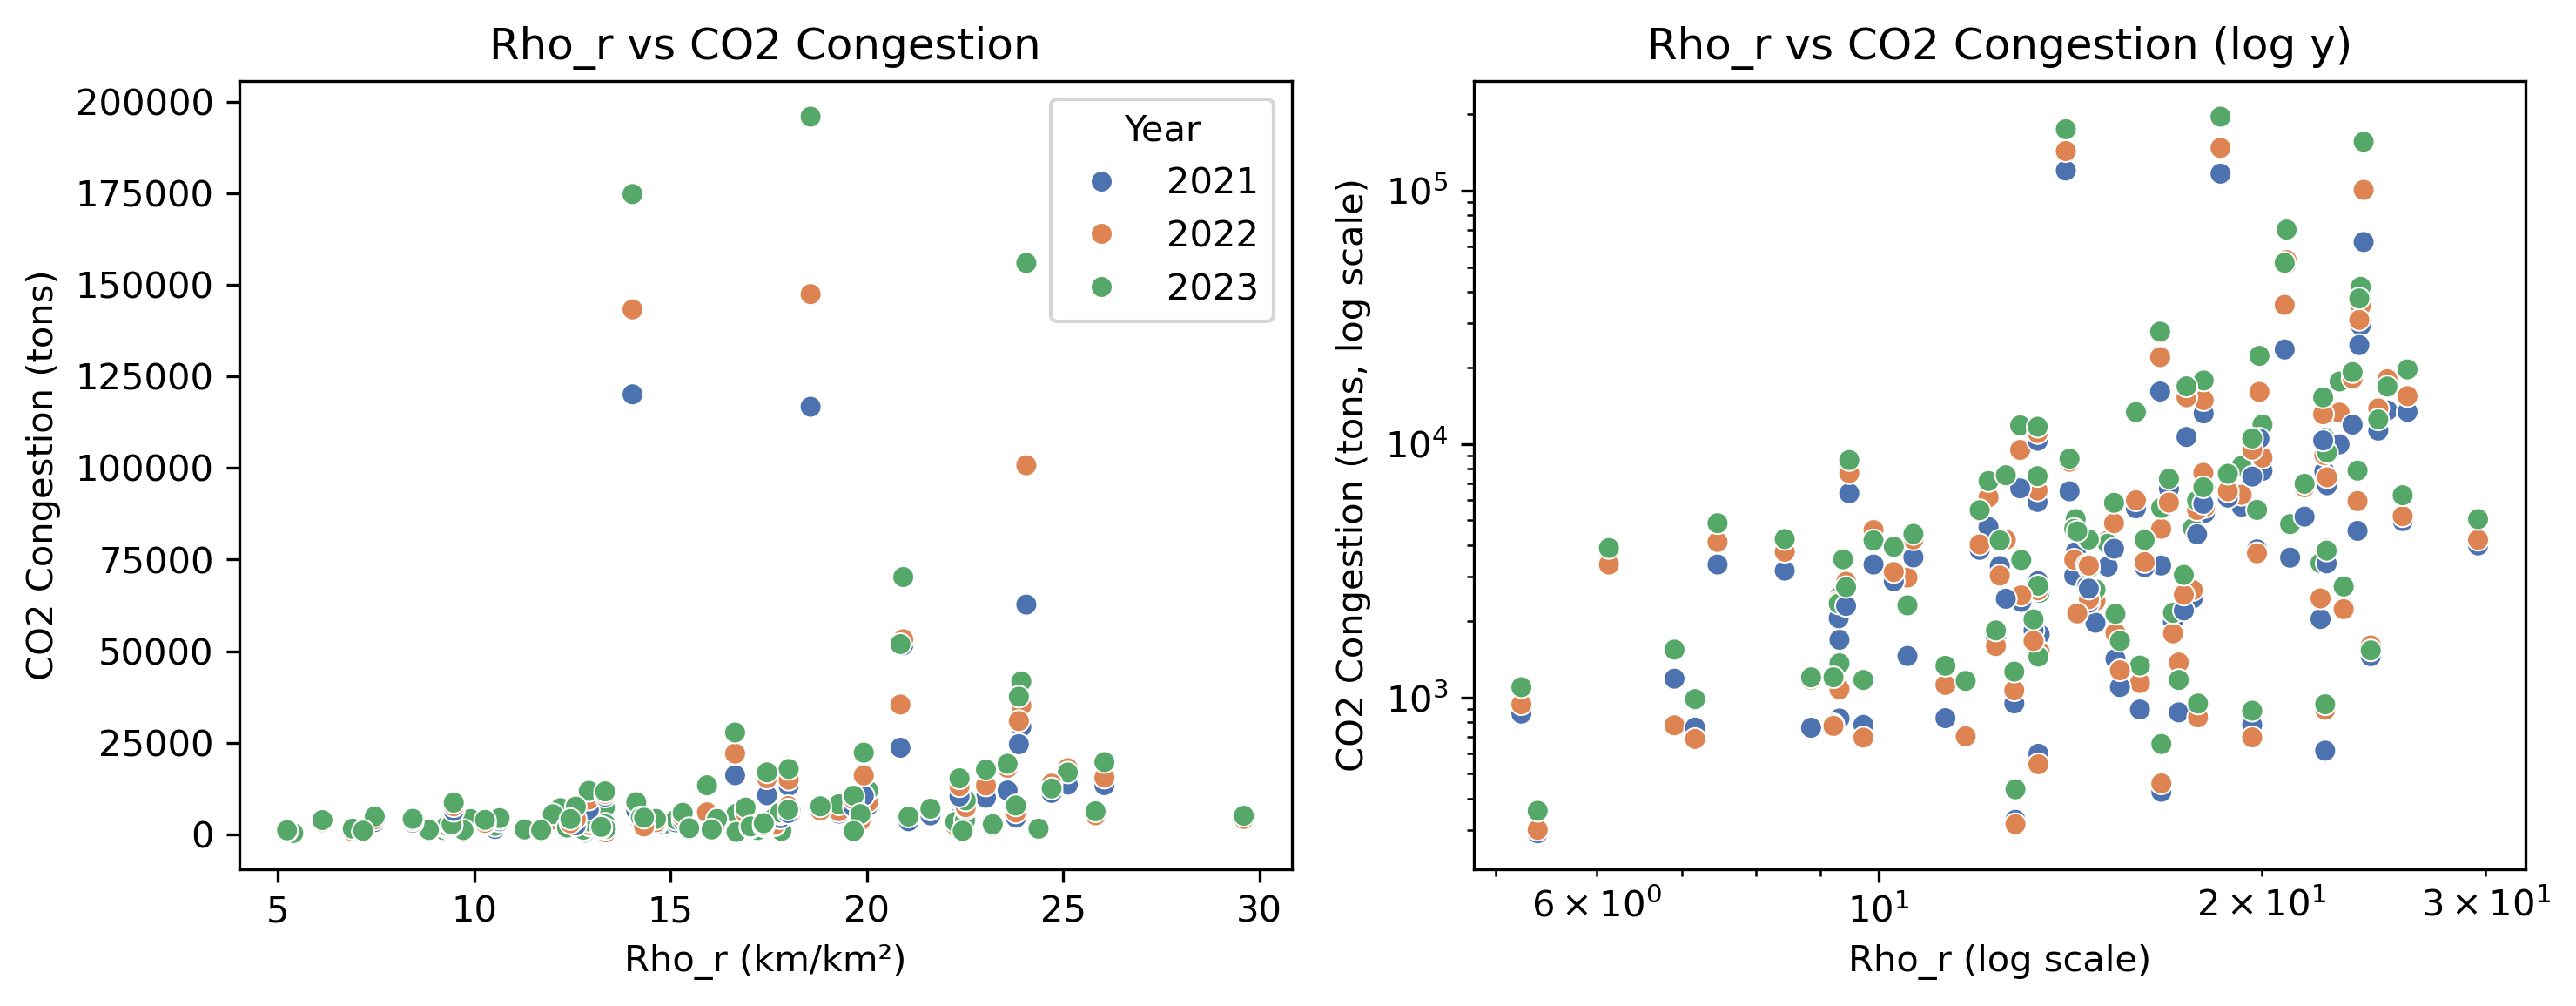 Rho_r vs CO2 Congestion
CO2 Congestion (tons)
200000
175000
150000
125000
100000
75000
50000
25000
0
5
10
15
20
25
30
Rho_r (km/km²)
Year
2021
2022
2023
Rho_r vs CO2 Congestion (log y)
CO2 Congestion (tons, log scale)
10⁵
10⁴
10³
6 × 10⁰
10¹
2 × 10¹
3 × 10¹
Rho_r (log scale)